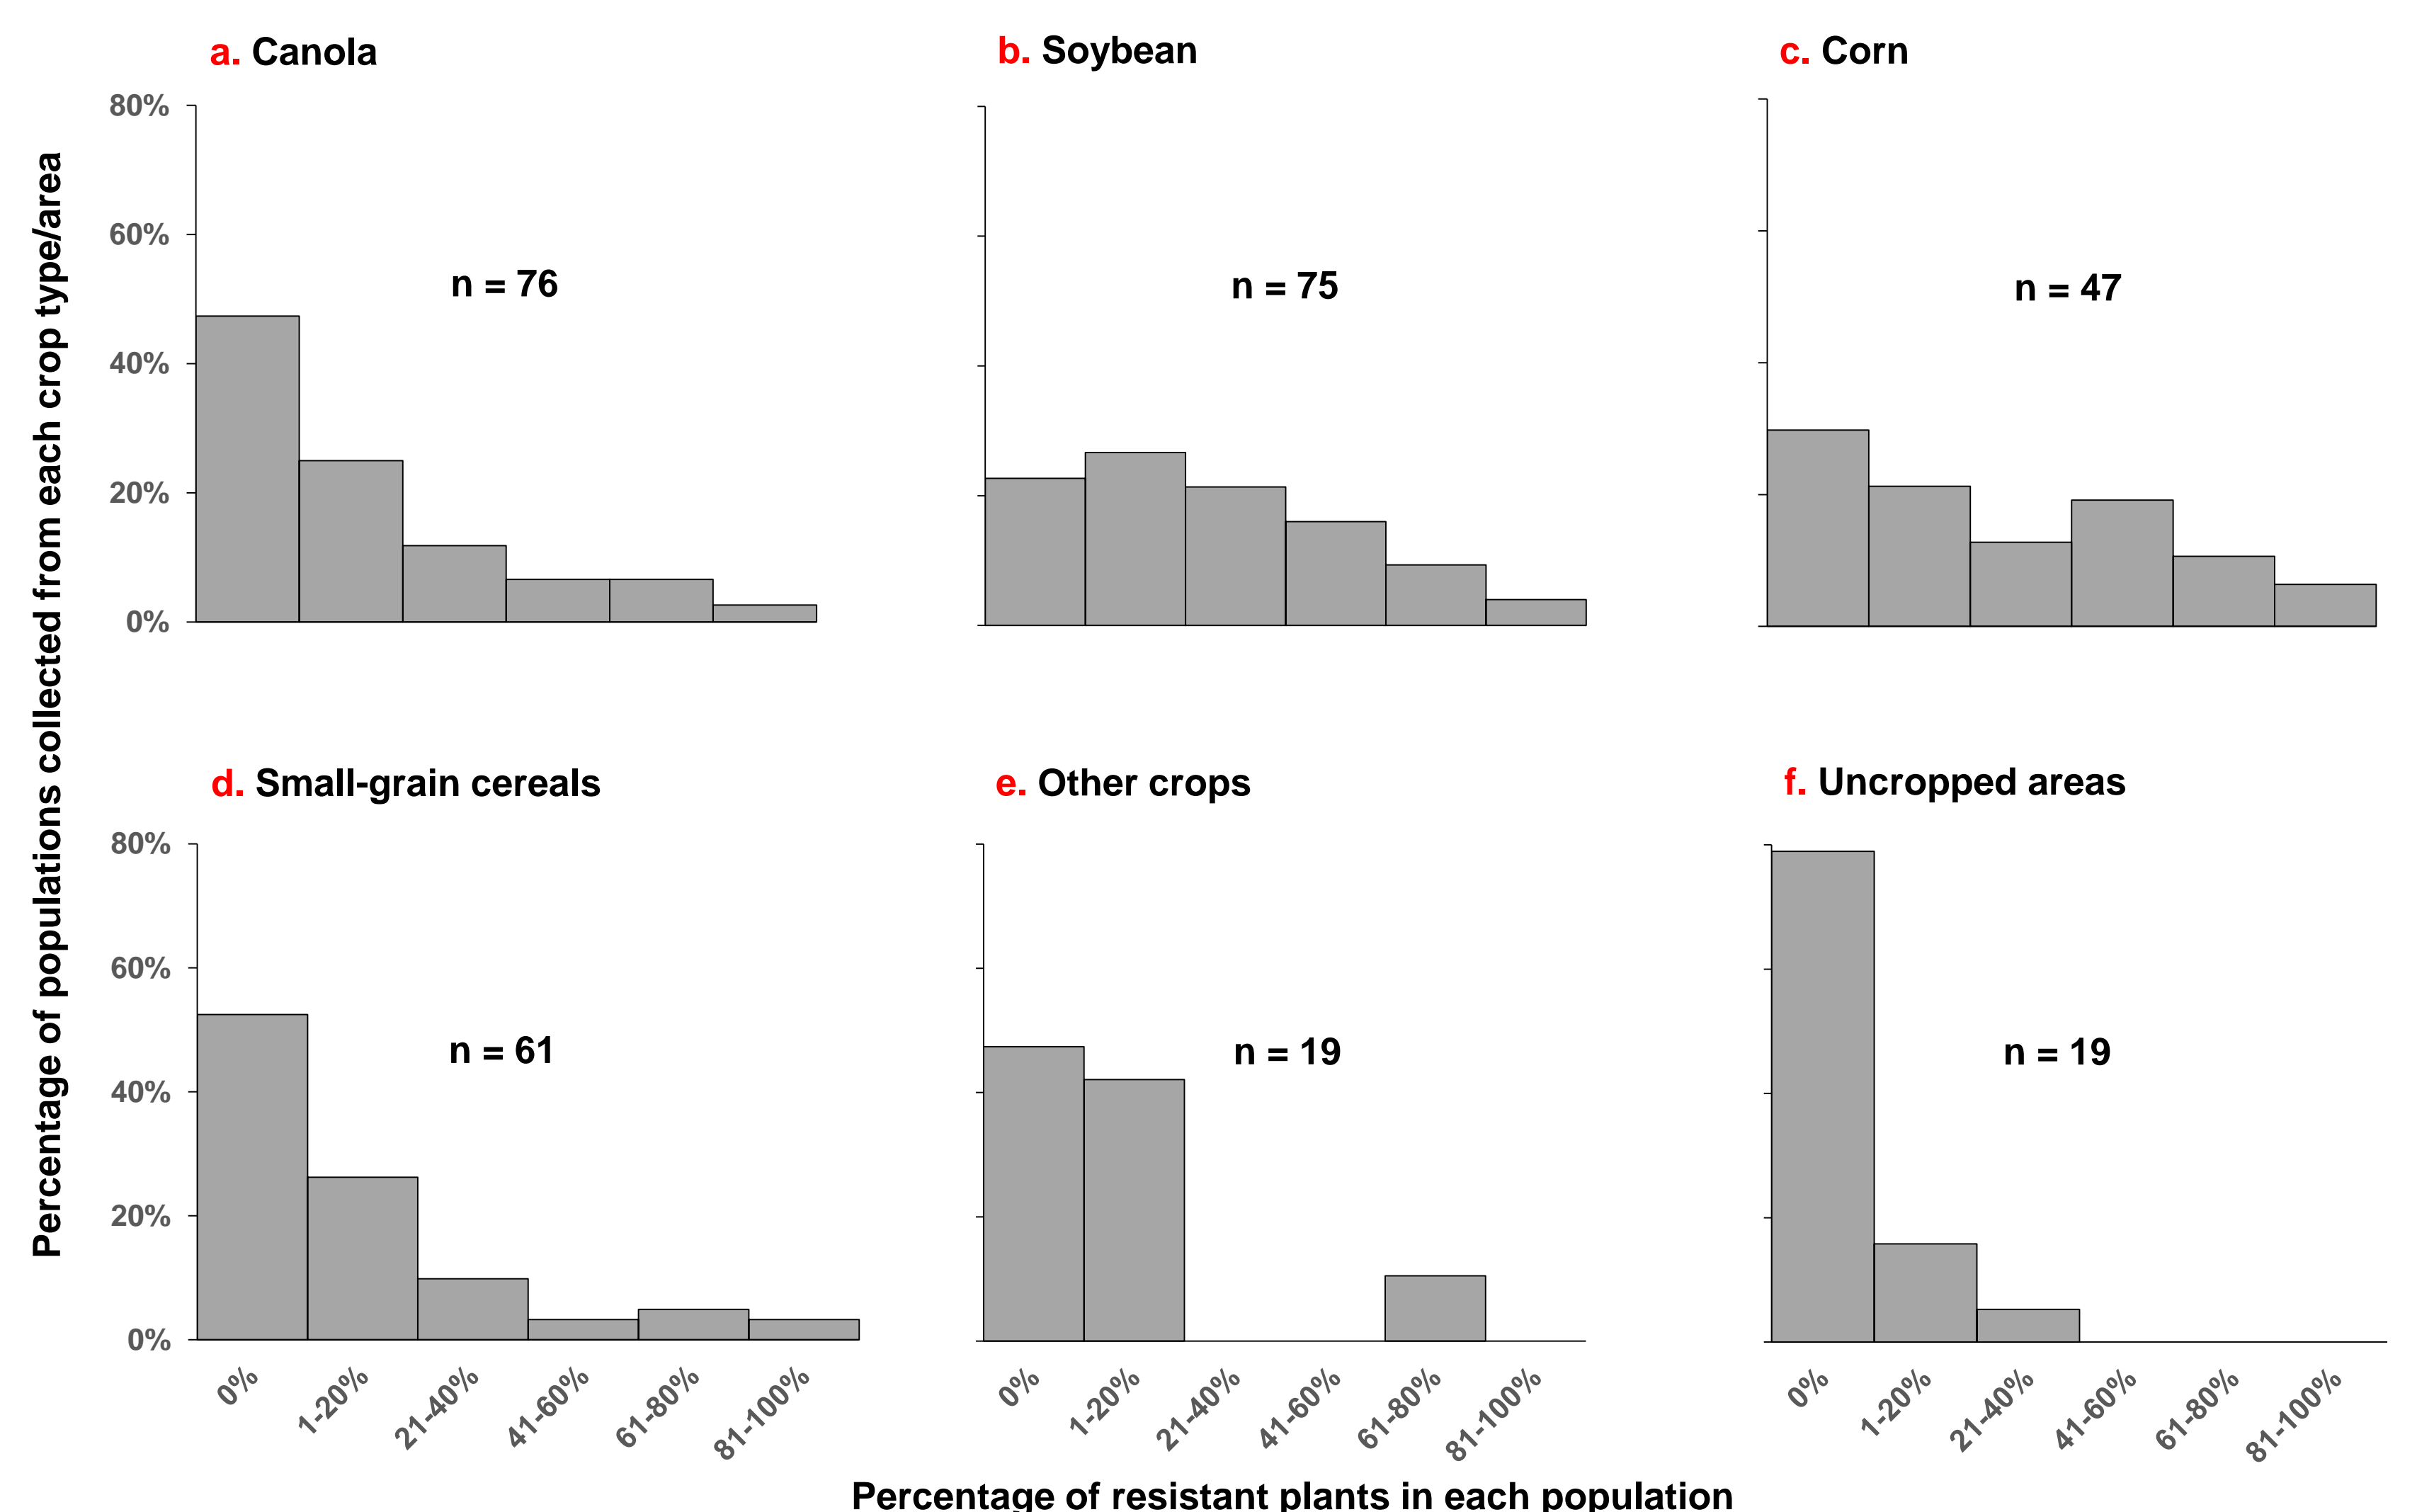 a. Canola
b. Soybean
c. Corn
80%
60%
40%
20%
0%
n = 76
n = 75
n = 47
Percentage of populations collected from each crop type/area
d. Small-grain cereals
e. Other crops
f. Uncropped areas
80%
60%
40%
20%
0%
n = 61
n = 19
n = 19
0%
1-20%
21-40%
41-60%
61-80%
81-100%
0%
1-20%
21-40%
41-60%
61-80%
81-100%
0%
1-20%
21-40%
41-60%
61-80%
81-100%
Percentage of resistant plants in each population